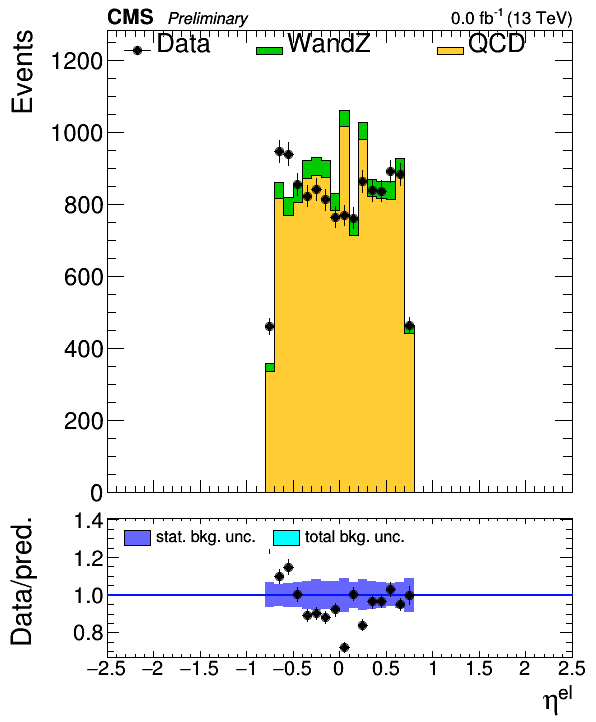 CMS Preliminary 0.0 fb⁻¹ (13 TeV)
Data WandZ QCD
Events
1200
1000
800
600
400
200
0
stat. bkg. unc. total bkg. unc.
Data/pred.
1.4
1.2
1.0
0.8
−2.5 −2 −1.5 −1 −0.5 0 0.5 1 1.5 2 2.5
η^el